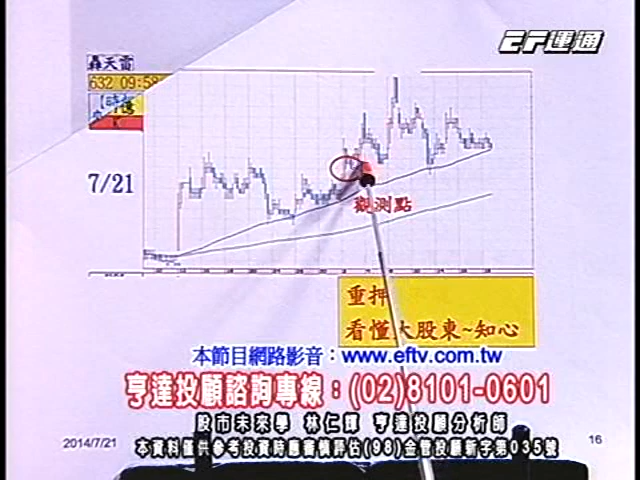 EF運通
轟天雷
632 09:58
7/21
觀測點
重押
看懂大股東~知心
本節目網路影音：www.eftv.com.tw
亨達投顧諮詢專線：(02)8101-0601
股市未來學 林仁輝 亨達投顧分析師
2014/7/21
16
本資料僅供參考投資時應審慎評估(98)金管投顧新字第035號